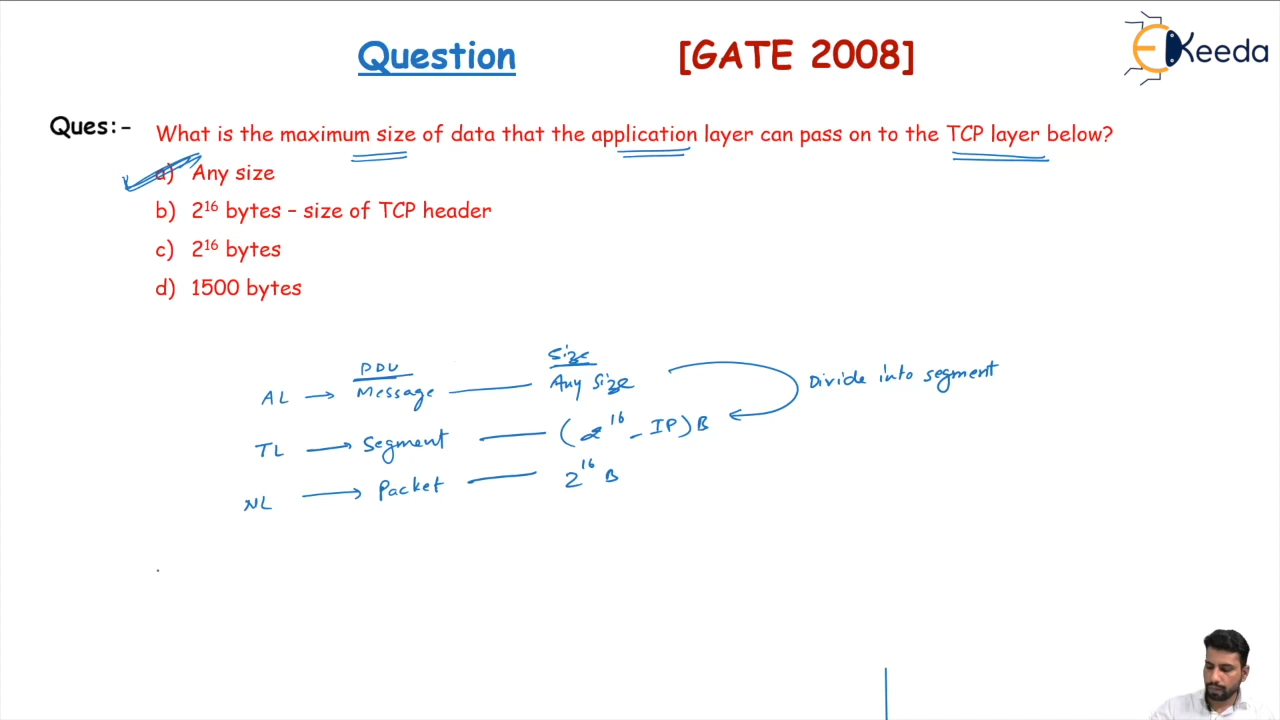 Question [GATE 2008]
EKeeda
Ques:- What is the maximum size of data that the application layer can pass on to the TCP layer below?
a) Any size
b) 2¹⁶ bytes – size of TCP header
c) 2¹⁶ bytes
d) 1500 bytes
PDU Size
AL → Message — Any Size Divide into segment
TL → Segment — (2¹⁶ - IP) B
NL → Packet — 2¹⁶ B